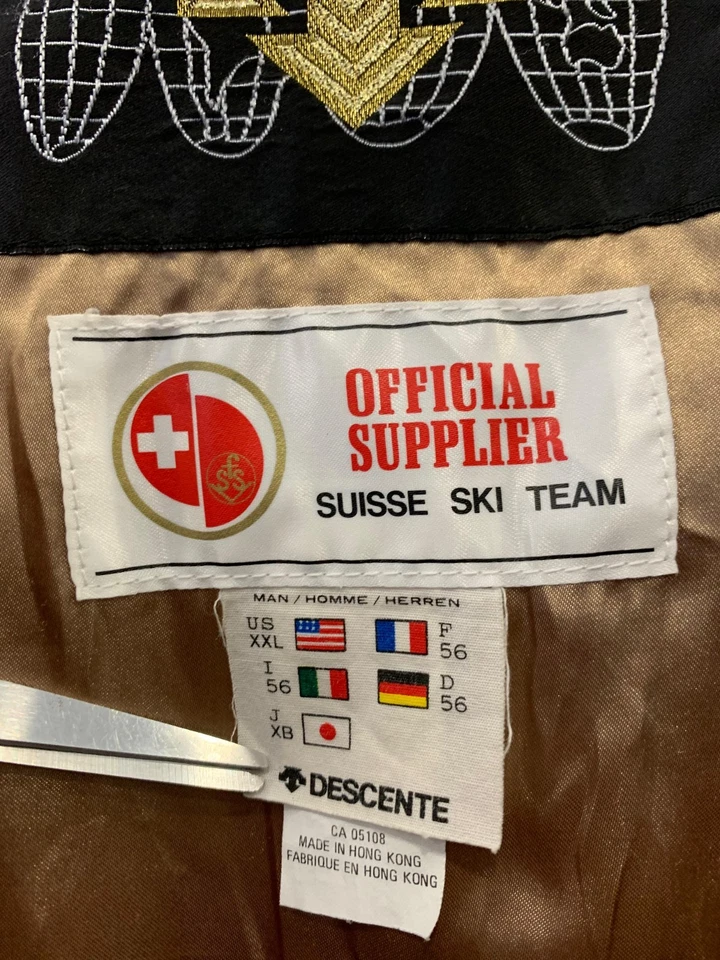 OFFICIAL
SUPPLIER
SUISSE SKI TEAM
MAN / HOMME / HERREN
US
XXL
F
56
I
56
D
56
J
XB
DESCENTE
CA 05108
MADE IN HONG KONG
FABRIQUE EN HONG KONG